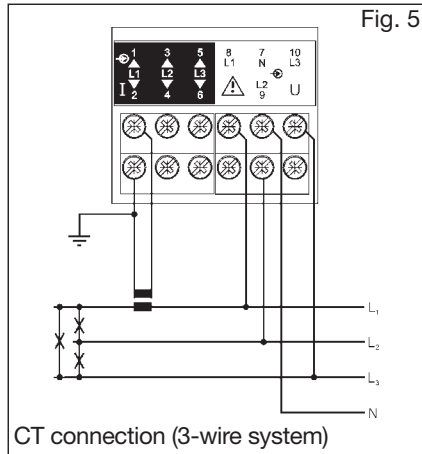 Fig. 5
1 3 5 8 7 10
L1 N L3
L1 L2 L3
L2
I 2 4 6 9 U
L1
L2
L3
N
CT connection (3-wire system)